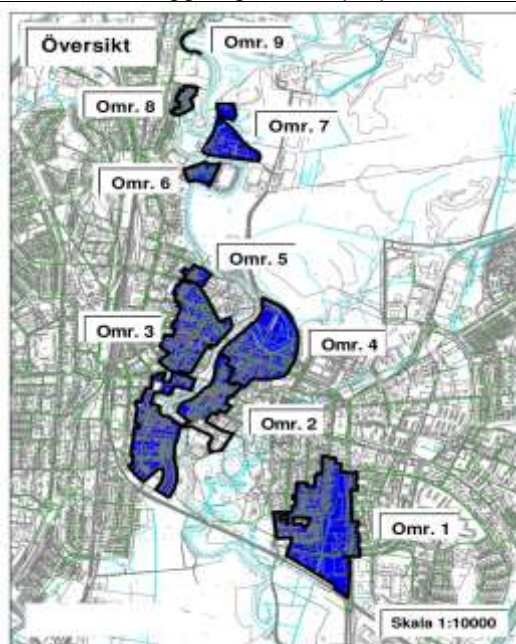 Översikt
Omr. 9
Omr. 8
Omr. 7
Omr. 6
Omr. 5
Omr. 3
Omr. 4
Omr. 2
Omr. 1
Skala 1:10000